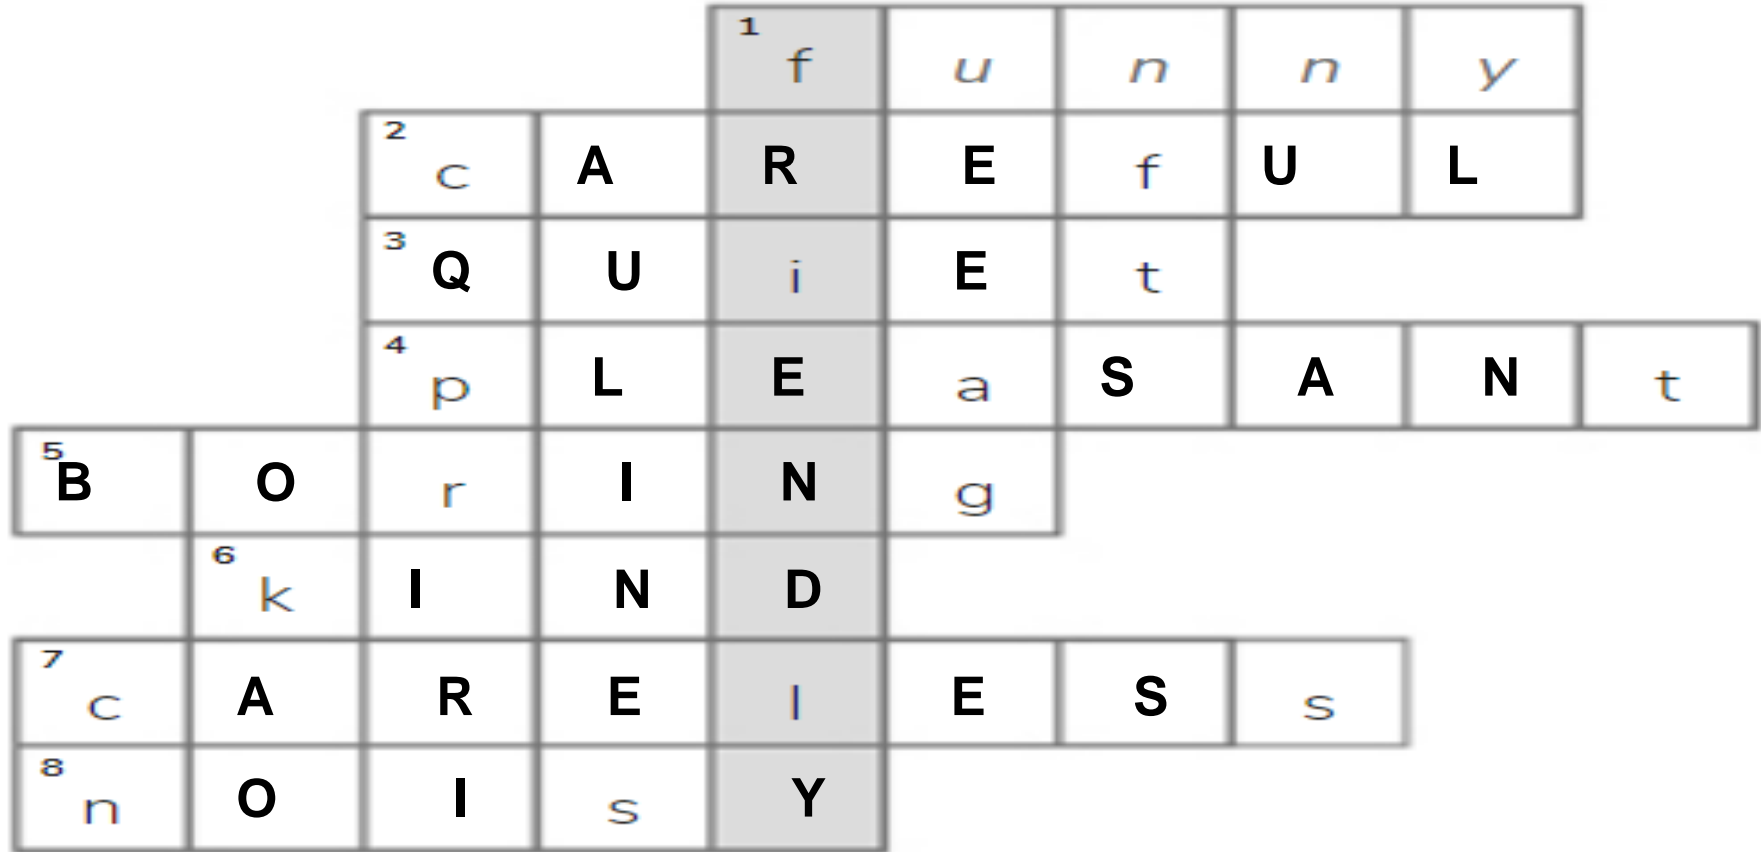 1 f u n n y
2 c A R E f U L
3 Q U i E t
4 p L E a S A N t
5 B O r I N g
6 k I N D
7 c A R E l E S s
8 n O I s Y